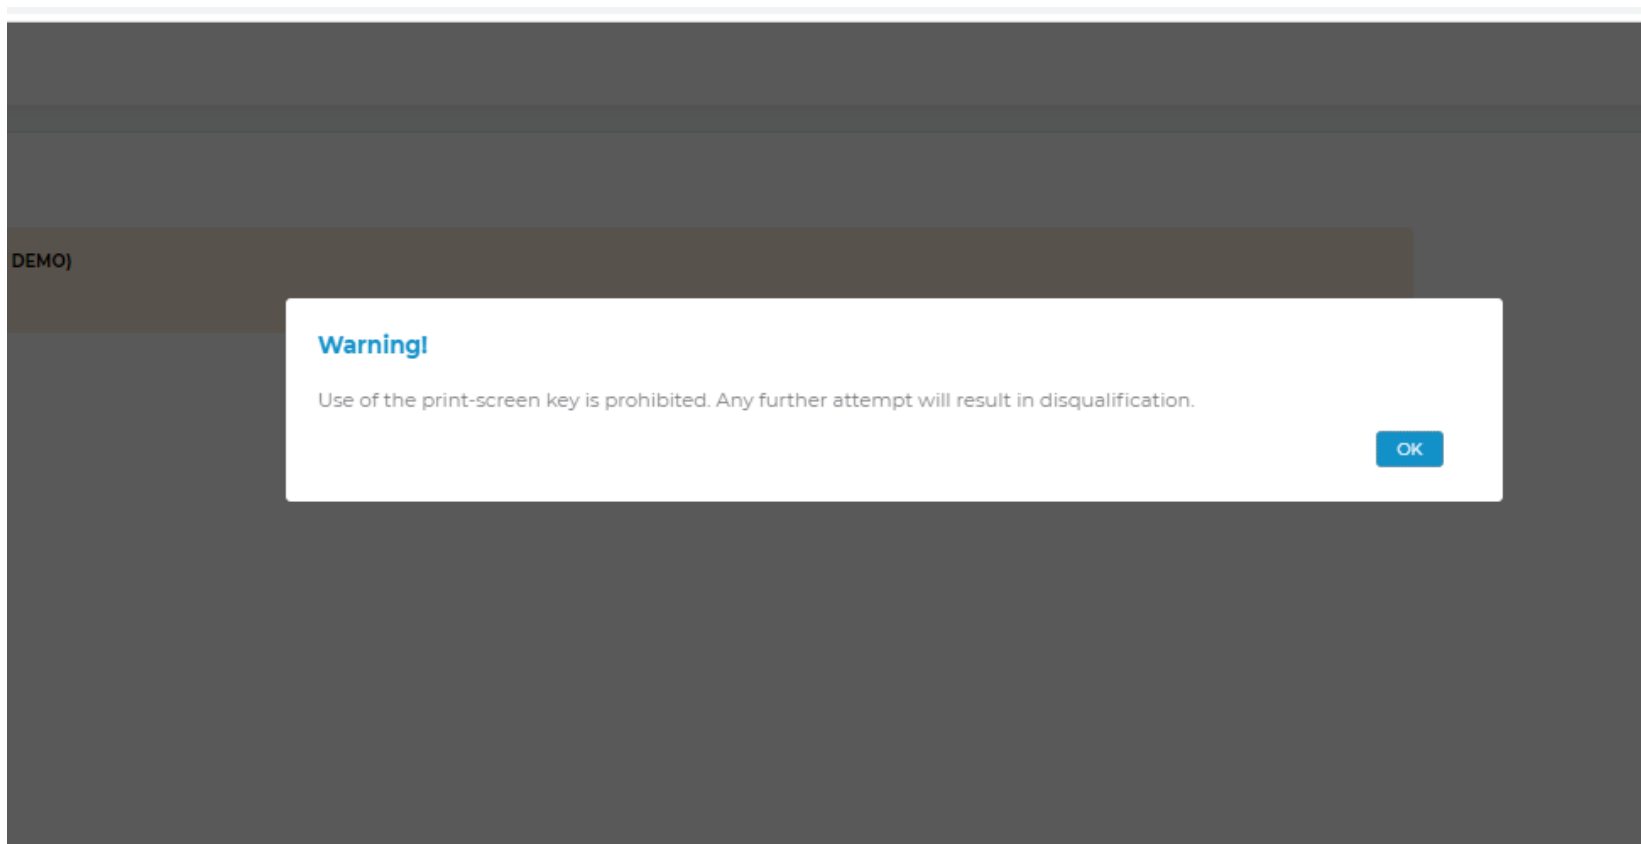 DEMO)
Warning!
Use of the print-screen key is prohibited. Any further attempt will result in disqualification.
OK